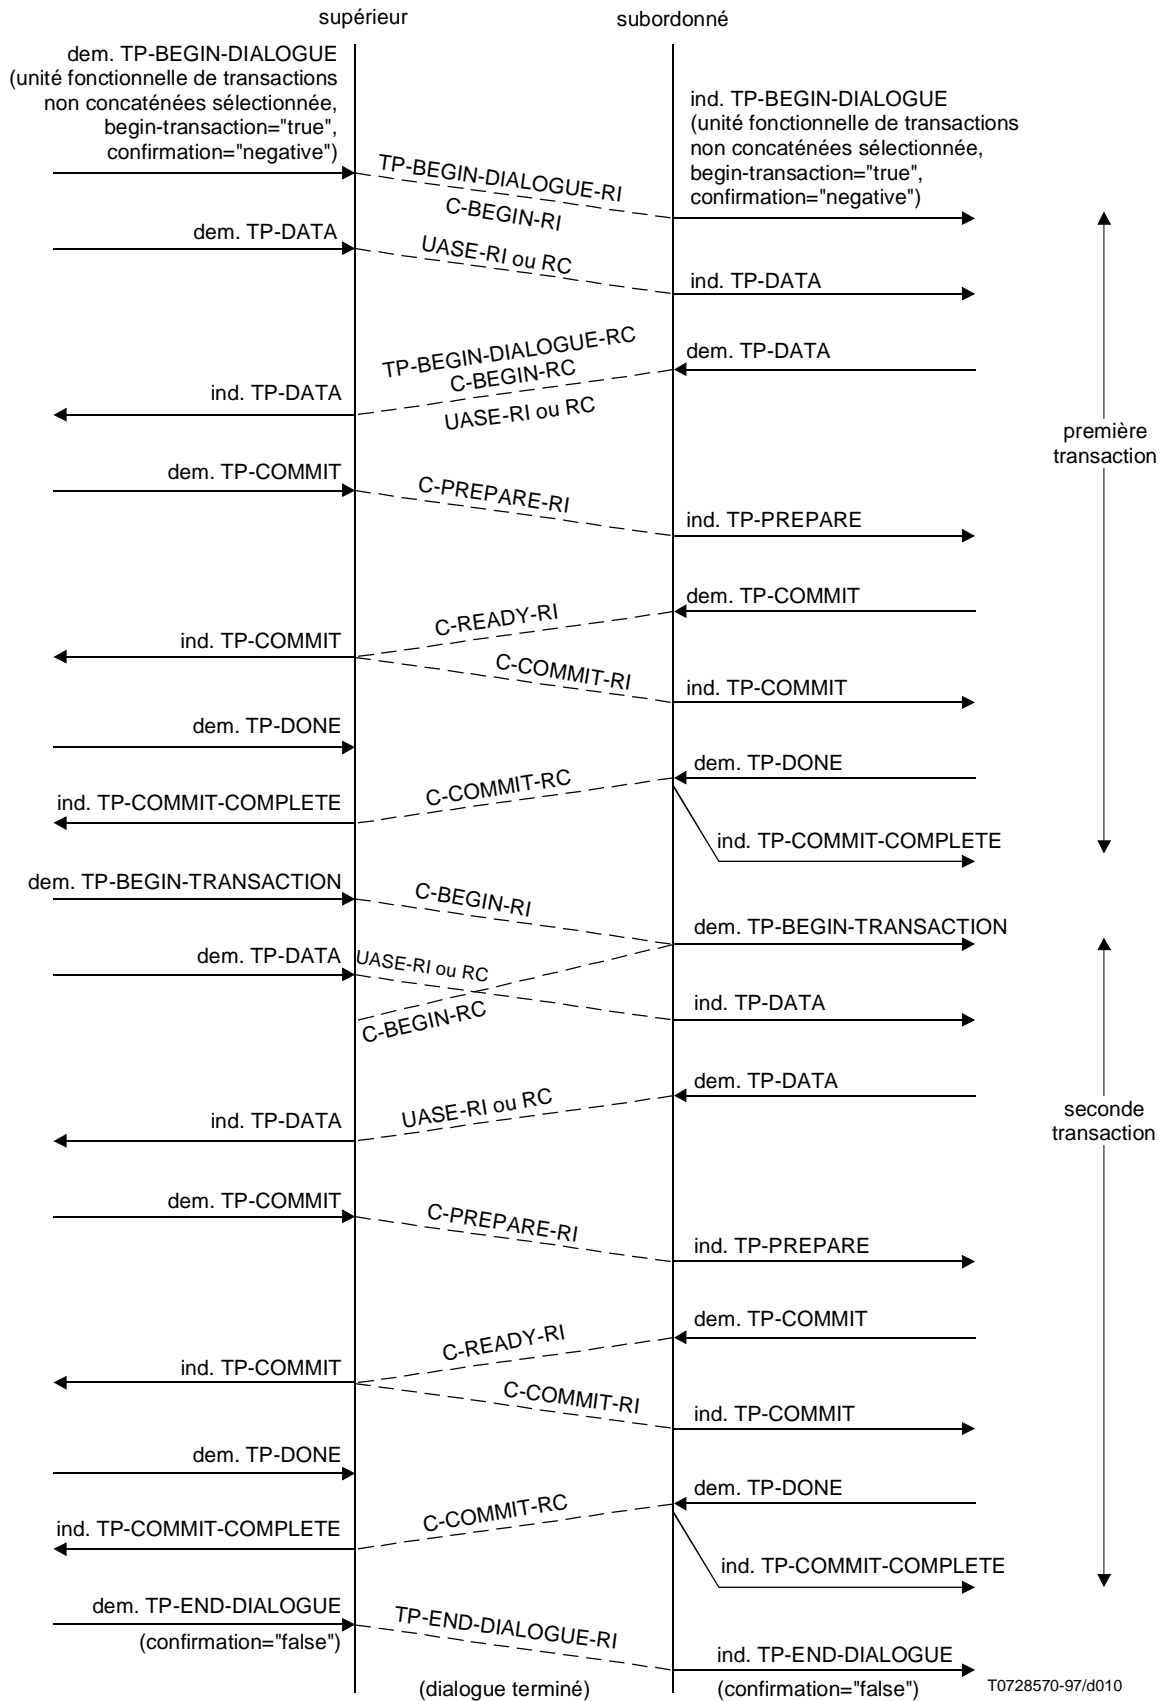 supérieur
subordonné
dem. TP-BEGIN-DIALOGUE
(unité fonctionnelle de transactions
non concaténées sélectionnée,
begin-transaction="true",
confirmation="negative")
ind. TP-BEGIN-DIALOGUE
(unité fonctionnelle de transactions
non concaténées sélectionnée,
begin-transaction="true",
confirmation="negative")
TP-BEGIN-DIALOGUE-RI
C-BEGIN-RI
dem. TP-DATA
UASE-RI ou RC
ind. TP-DATA
TP-BEGIN-DIALOGUE-RC
C-BEGIN-RC
UASE-RI ou RC
dem. TP-DATA
ind. TP-DATA
première
transaction
dem. TP-COMMIT
C-PREPARE-RI
ind. TP-PREPARE
dem. TP-COMMIT
C-READY-RI
ind. TP-COMMIT
C-COMMIT-RI
ind. TP-COMMIT
dem. TP-DONE
dem. TP-DONE
C-COMMIT-RC
ind. TP-COMMIT-COMPLETE
ind. TP-COMMIT-COMPLETE
dem. TP-BEGIN-TRANSACTION
C-BEGIN-RI
dem. TP-BEGIN-TRANSACTION
dem. TP-DATA
UASE-RI ou RC
ind. TP-DATA
C-BEGIN-RC
dem. TP-DATA
UASE-RI ou RC
ind. TP-DATA
seconde
transaction
dem. TP-COMMIT
C-PREPARE-RI
ind. TP-PREPARE
dem. TP-COMMIT
C-READY-RI
ind. TP-COMMIT
C-COMMIT-RI
ind. TP-COMMIT
dem. TP-DONE
dem. TP-DONE
C-COMMIT-RC
ind. TP-COMMIT-COMPLETE
ind. TP-COMMIT-COMPLETE
dem. TP-END-DIALOGUE
(confirmation="false")
TP-END-DIALOGUE-RI
ind. TP-END-DIALOGUE
(confirmation="false")
(dialogue terminé)
T0728570-97/d010